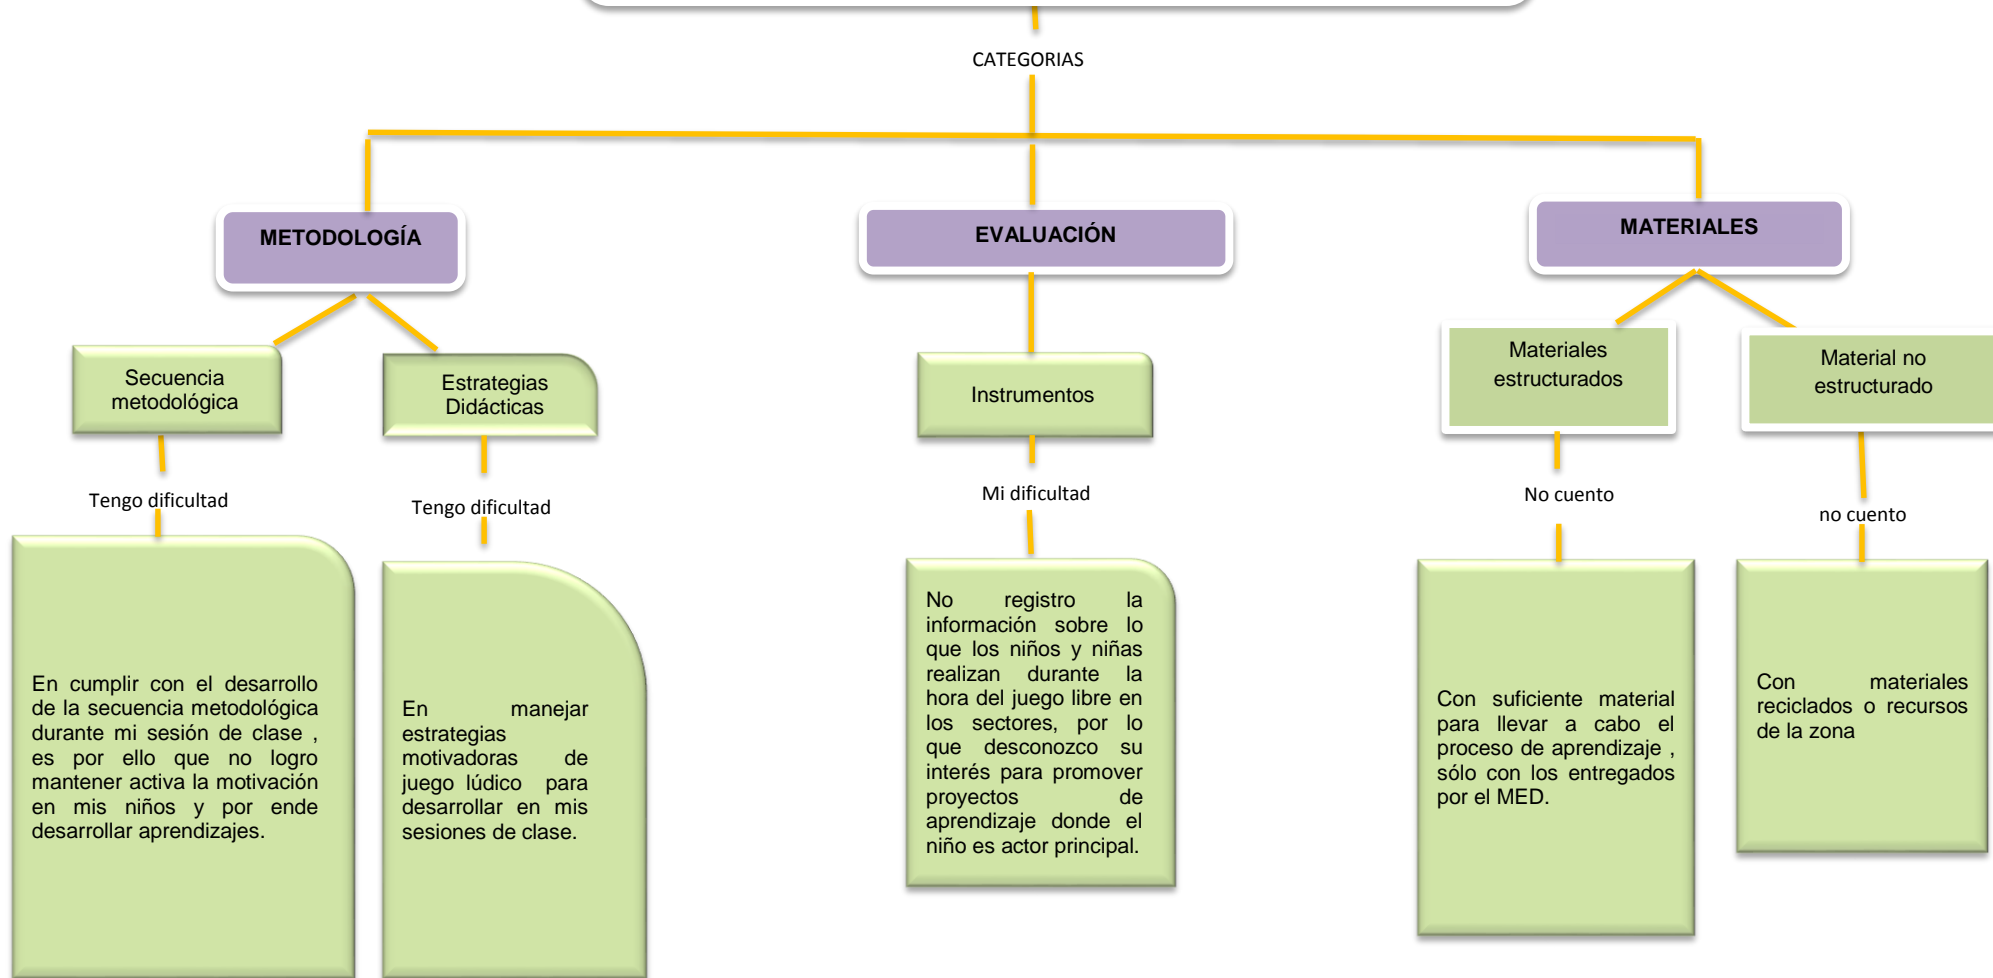 CATEGORIAS
METODOLOGÍA
EVALUACIÓN
MATERIALES
Secuencia
metodológica
Estrategias
Didácticas
Instrumentos
Materiales
estructurados
Material no
estructurado
Tengo dificultad
Tengo dificultad
Mi dificultad
No cuento
no cuento
En cumplir con el desarrollo
de la secuencia metodológica
durante mi sesión de clase ,
es por ello que no logro
mantener activa la motivación
en mis niños y por ende
desarrollar aprendizajes.
En manejar
estrategias
motivadoras de
juego lúdico para
desarrollar en mis
sesiones de clase.
No registro la
información sobre lo
que los niños y niñas
realizan durante la
hora del juego libre en
los sectores, por lo
que desconozco su
interés para promover
proyectos de
aprendizaje donde el
niño es actor principal.
Con suficiente material
para llevar a cabo el
proceso de aprendizaje ,
sólo con los entregados
por el MED.
Con materiales
reciclados o recursos
de la zona